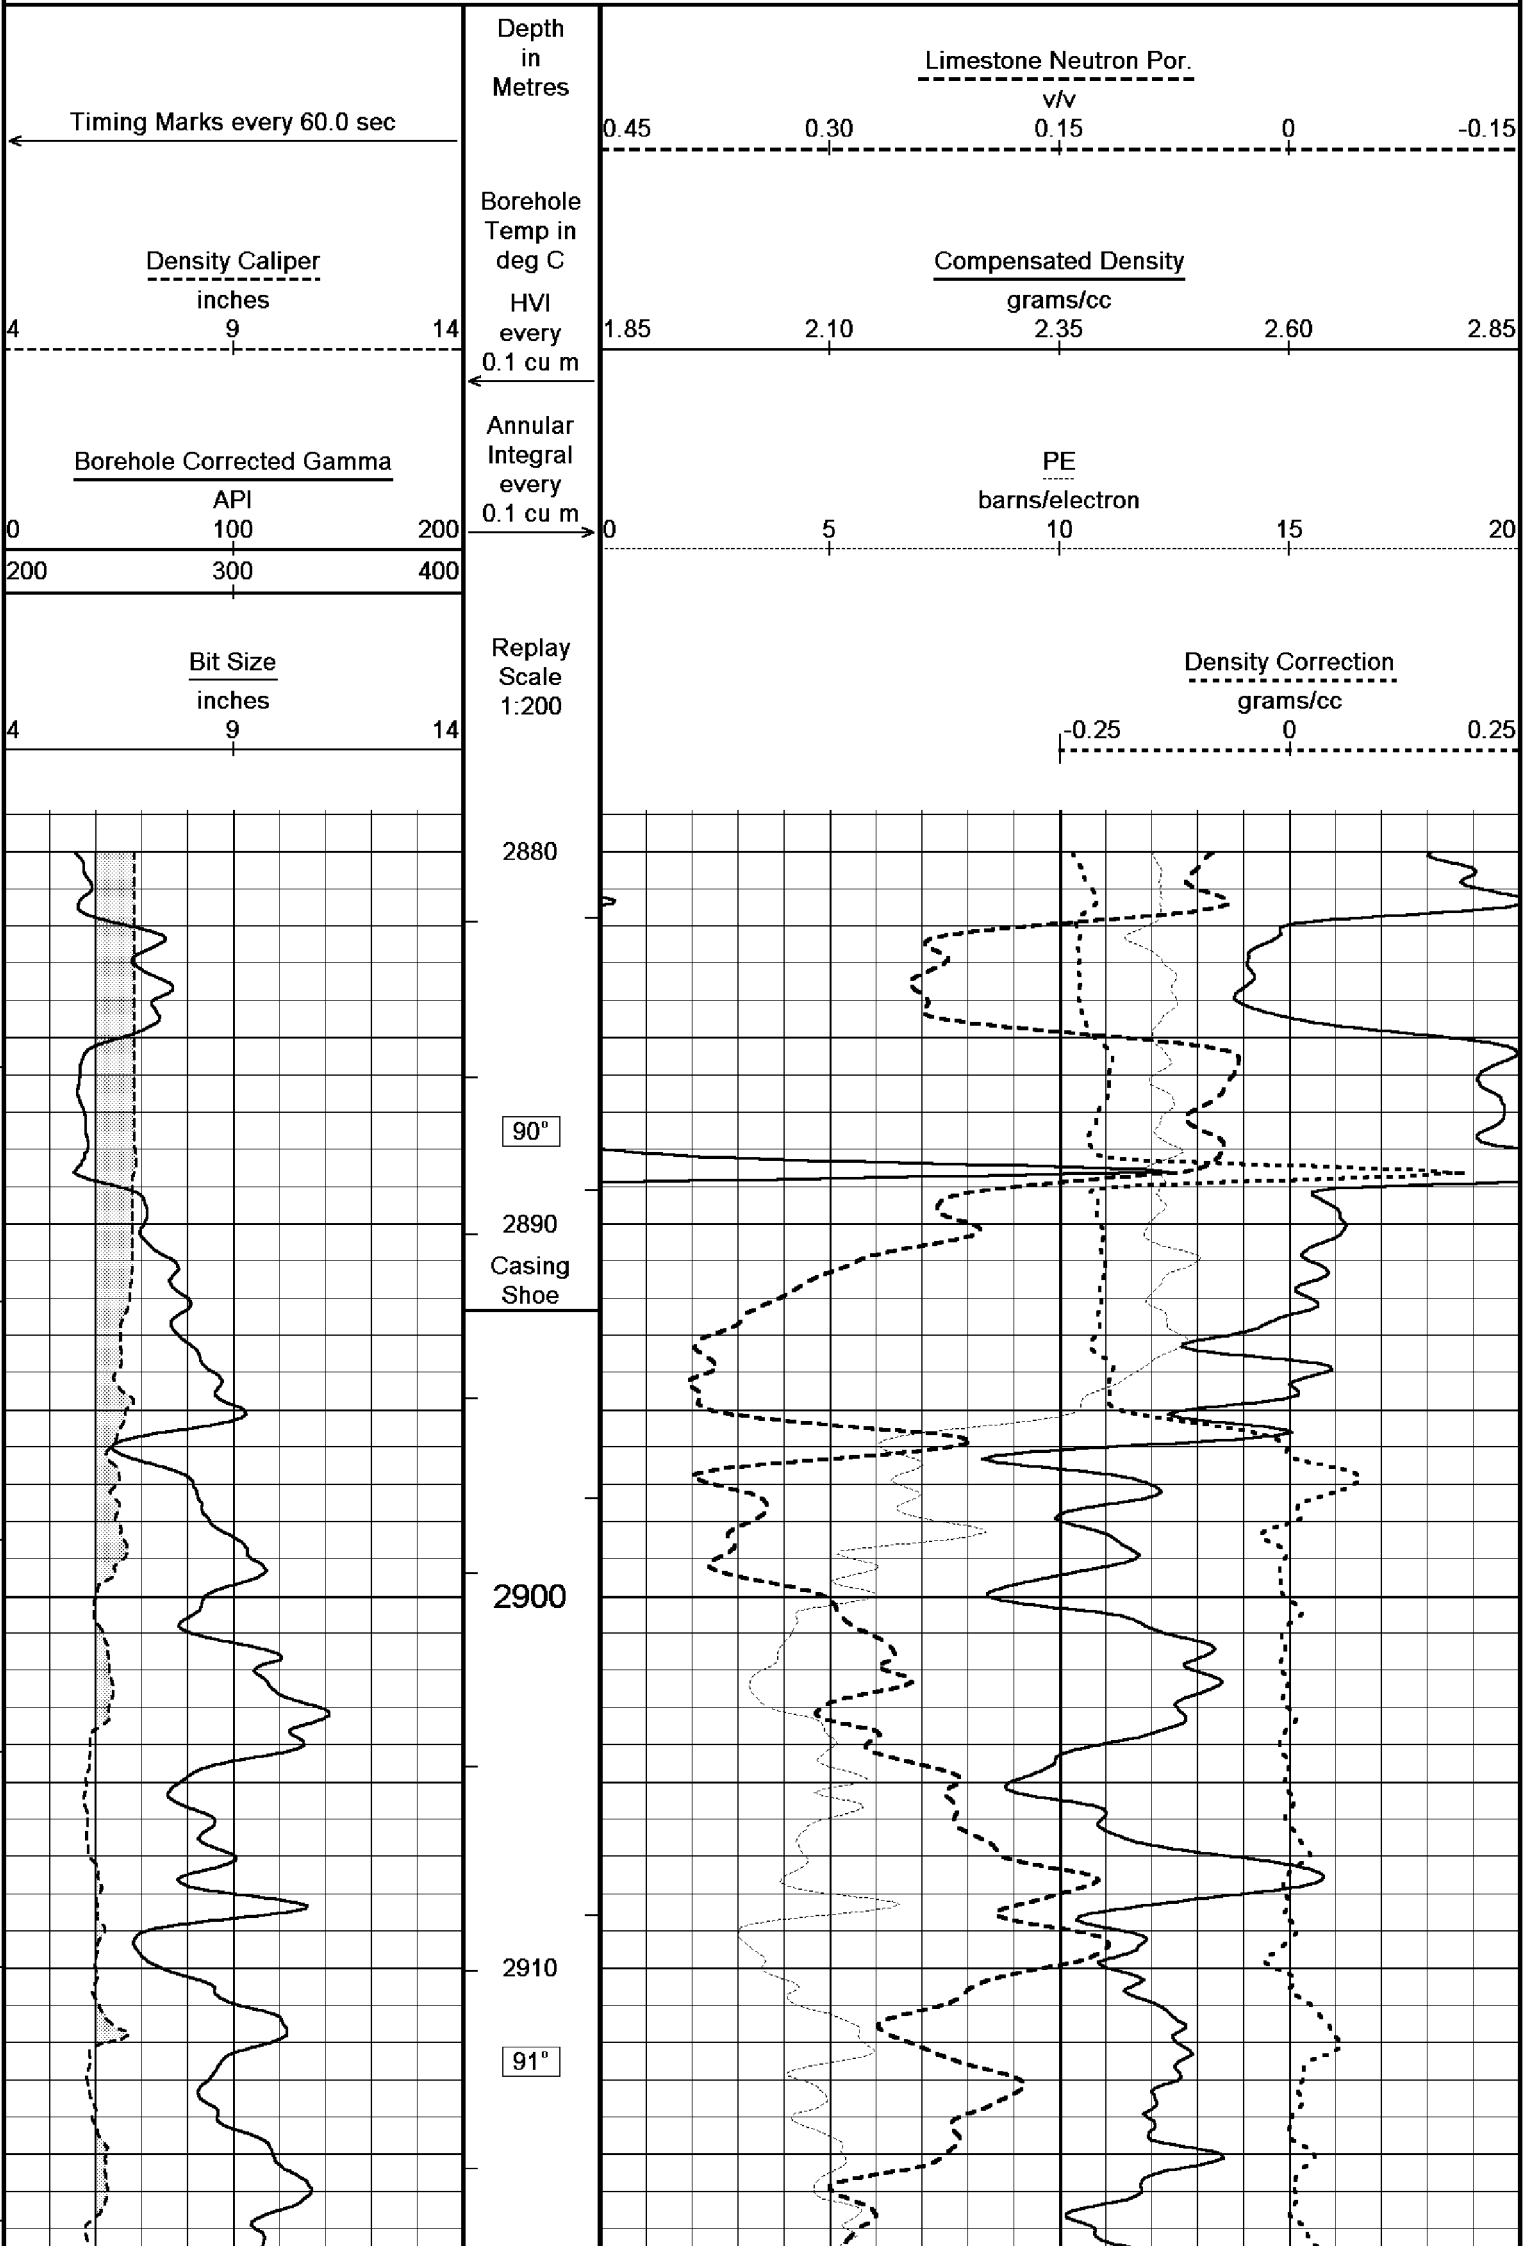 Depth
in
Metres
Limestone Neutron Por.
v/v
Timing Marks every 60.0 sec
0.45 0.30 0.15 0 -0.15
Borehole
Temp in
deg C
Density Caliper
inches
Compensated Density
grams/cc
HVI
every
0.1 cu m
4 9 14
1.85 2.10 2.35 2.60 2.85
Annular
Integral
every
0.1 cu m
Borehole Corrected Gamma
API
PE
barns/electron
0 100 200
0 5 10 15 20
200 300 400
Replay
Scale
1:200
Bit Size
inches
Density Correction
grams/cc
4 9 14
-0.25 0 0.25
2880
90°
2890
Casing
Shoe
2900
2910
91°